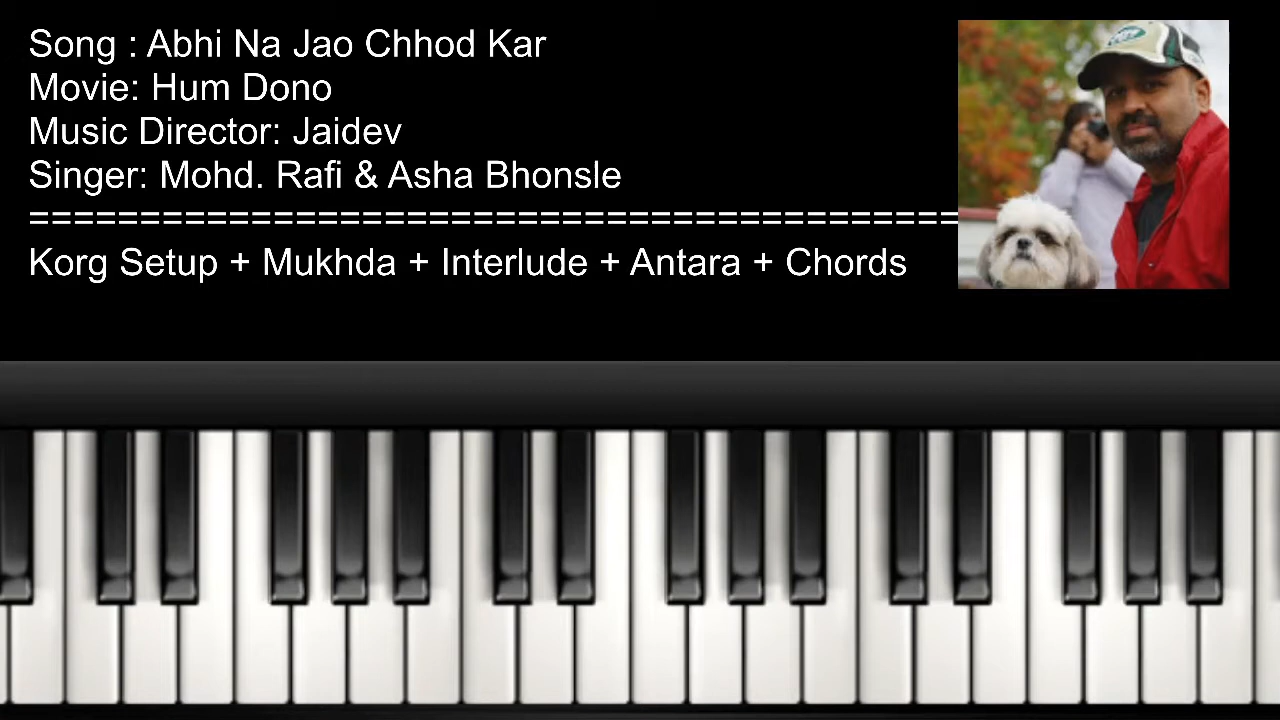 Song : Abhi Na Jao Chhod Kar
Movie: Hum Dono
Music Director: Jaidev
Singer: Mohd. Rafi & Asha Bhonsle
==========================================
Korg Setup + Mukhda + Interlude + Antara + Chords